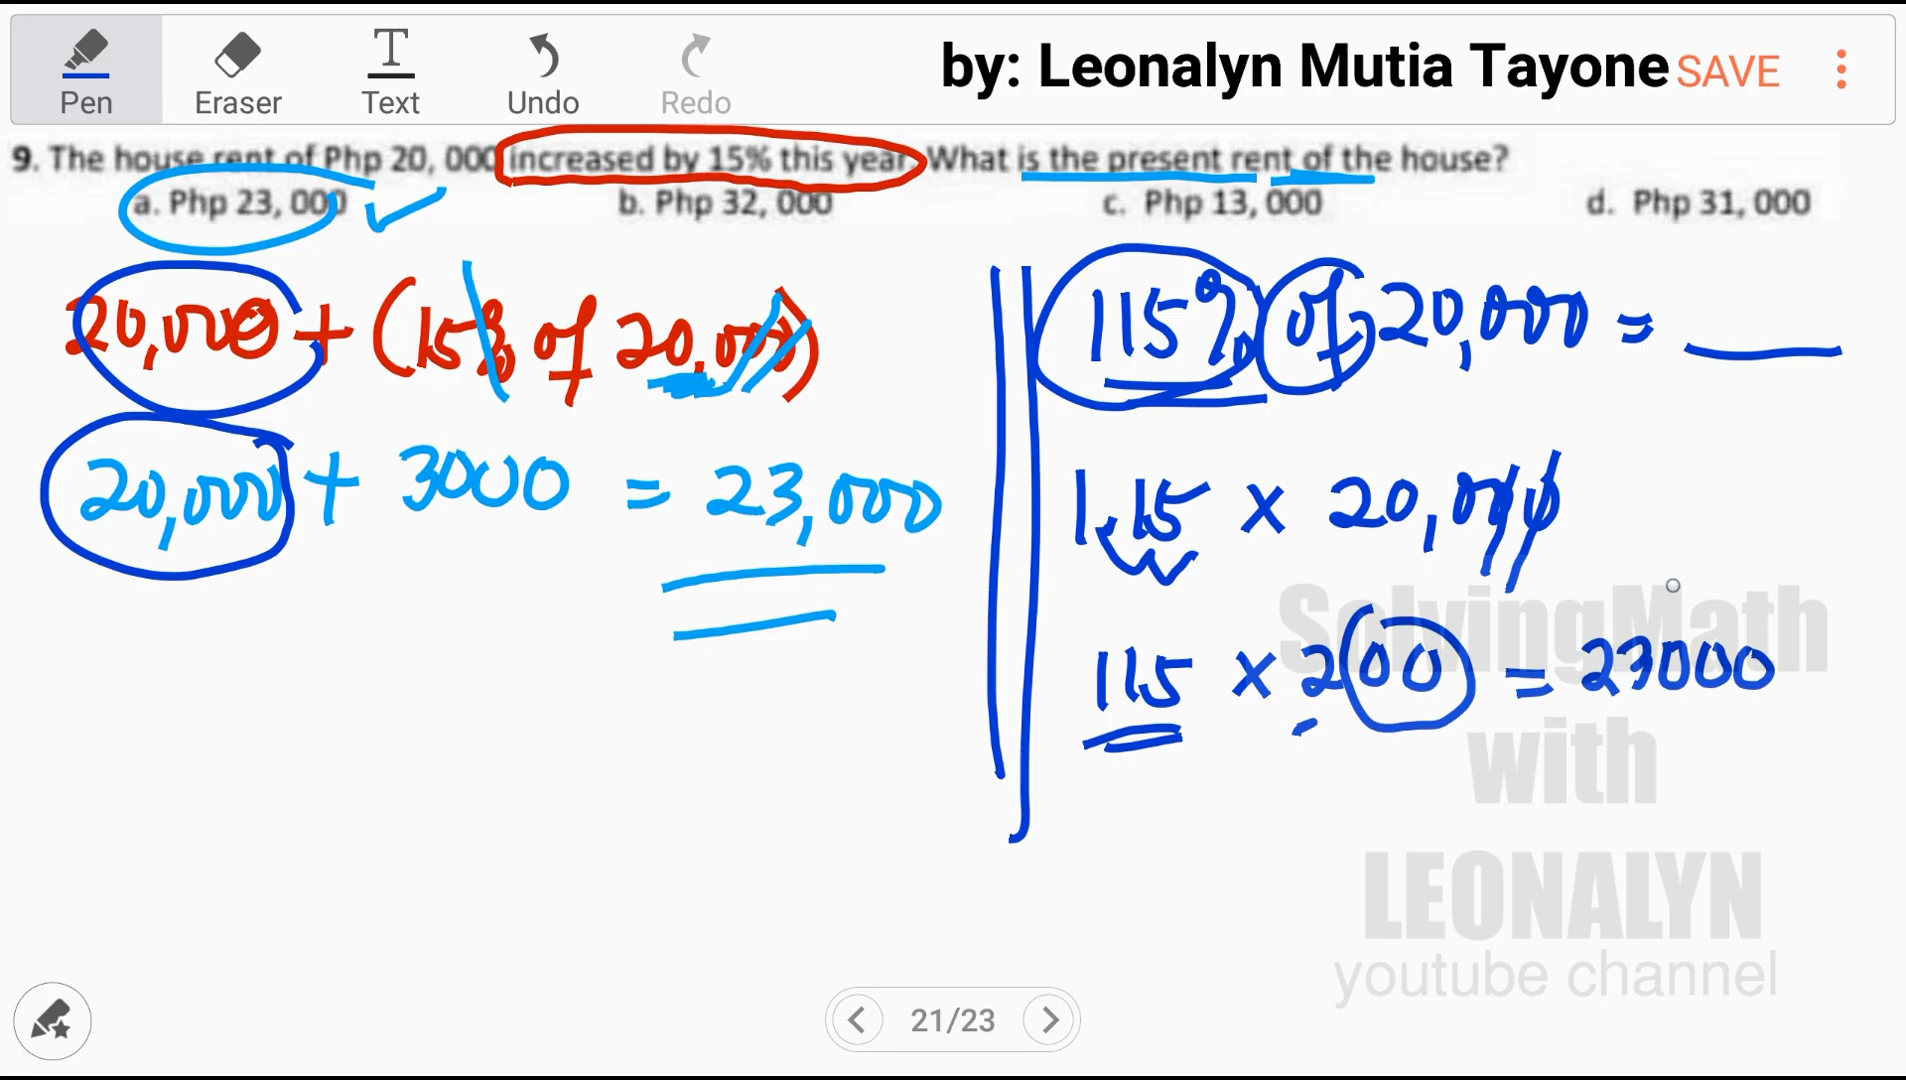 Pen
Eraser
Text
Undo
Redo
by: Leonalyn Mutia Tayone
SAVE
9. The house rent of Php 20, 000 increased by 15% this year. What is the present rent of the house?
a. Php 23, 000
b. Php 32, 000
c. Php 13, 000
d. Php 31, 000
20,000 + (15% of 20,000)
20,000 + 3000 = 23,000
115% of 20,000 = ____
1.15 x 20,000
115 x 200 = 23000
SolvingMath
with
LEONALYN
youtube channel
21/23